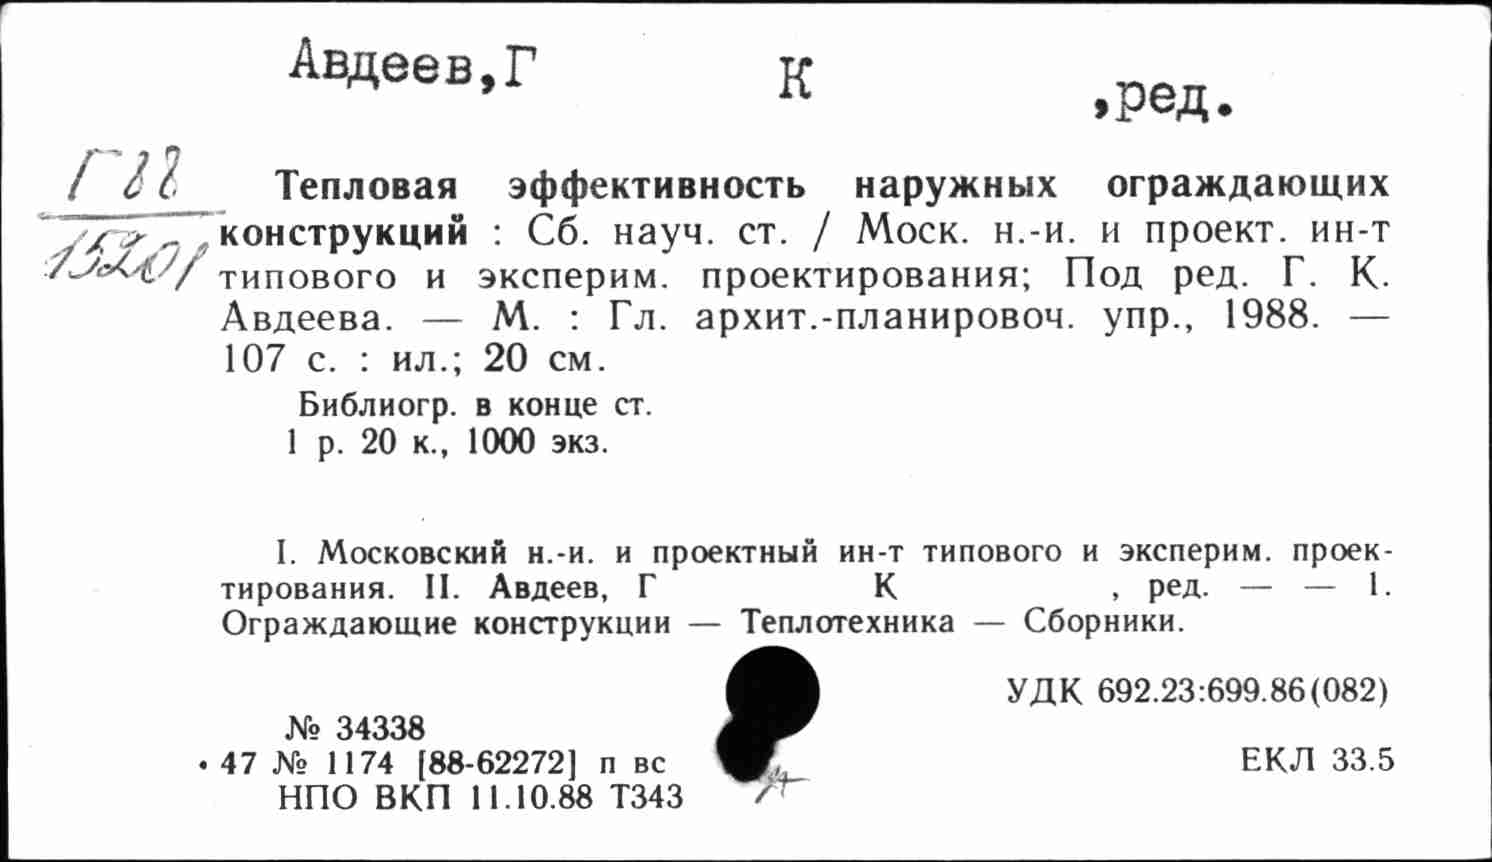 Авдеев,Г К ,ред.
Г88
15201
Тепловая эффективность наружных ограждающих
конструкций : Сб. науч. ст. / Моск. н.-и. и проект. ин-т
типового и эксперим. проектирования; Под ред. Г. К.
Авдеева. — М. : Гл. архит.-планировоч. упр., 1988. —
107 с. : ил.; 20 см.
Библиогр. в конце ст.
1 р. 20 к., 1000 экз.
I. Московский н.-и. и проектный ин-т типового и эксперим. проек-
тирования. II. Авдеев, Г К , ред. — — 1.
Ограждающие конструкции — Теплотехника — Сборники.
УДК 692.23:699.86(082)
№ 34338
• 47 № 1174 [88-62272] п вс
ЕКЛ 33.5
НПО ВКП 11.10.88 Т343